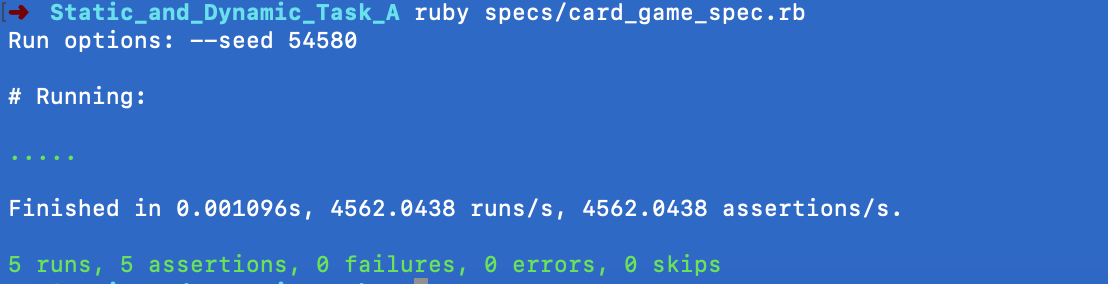 ➜ Static_and_Dynamic_Task_A ruby specs/card_game_spec.rb
Run options: --seed 54580
# Running:
.....
Finished in 0.001096s, 4562.0438 runs/s, 4562.0438 assertions/s.
5 runs, 5 assertions, 0 failures, 0 errors, 0 skips